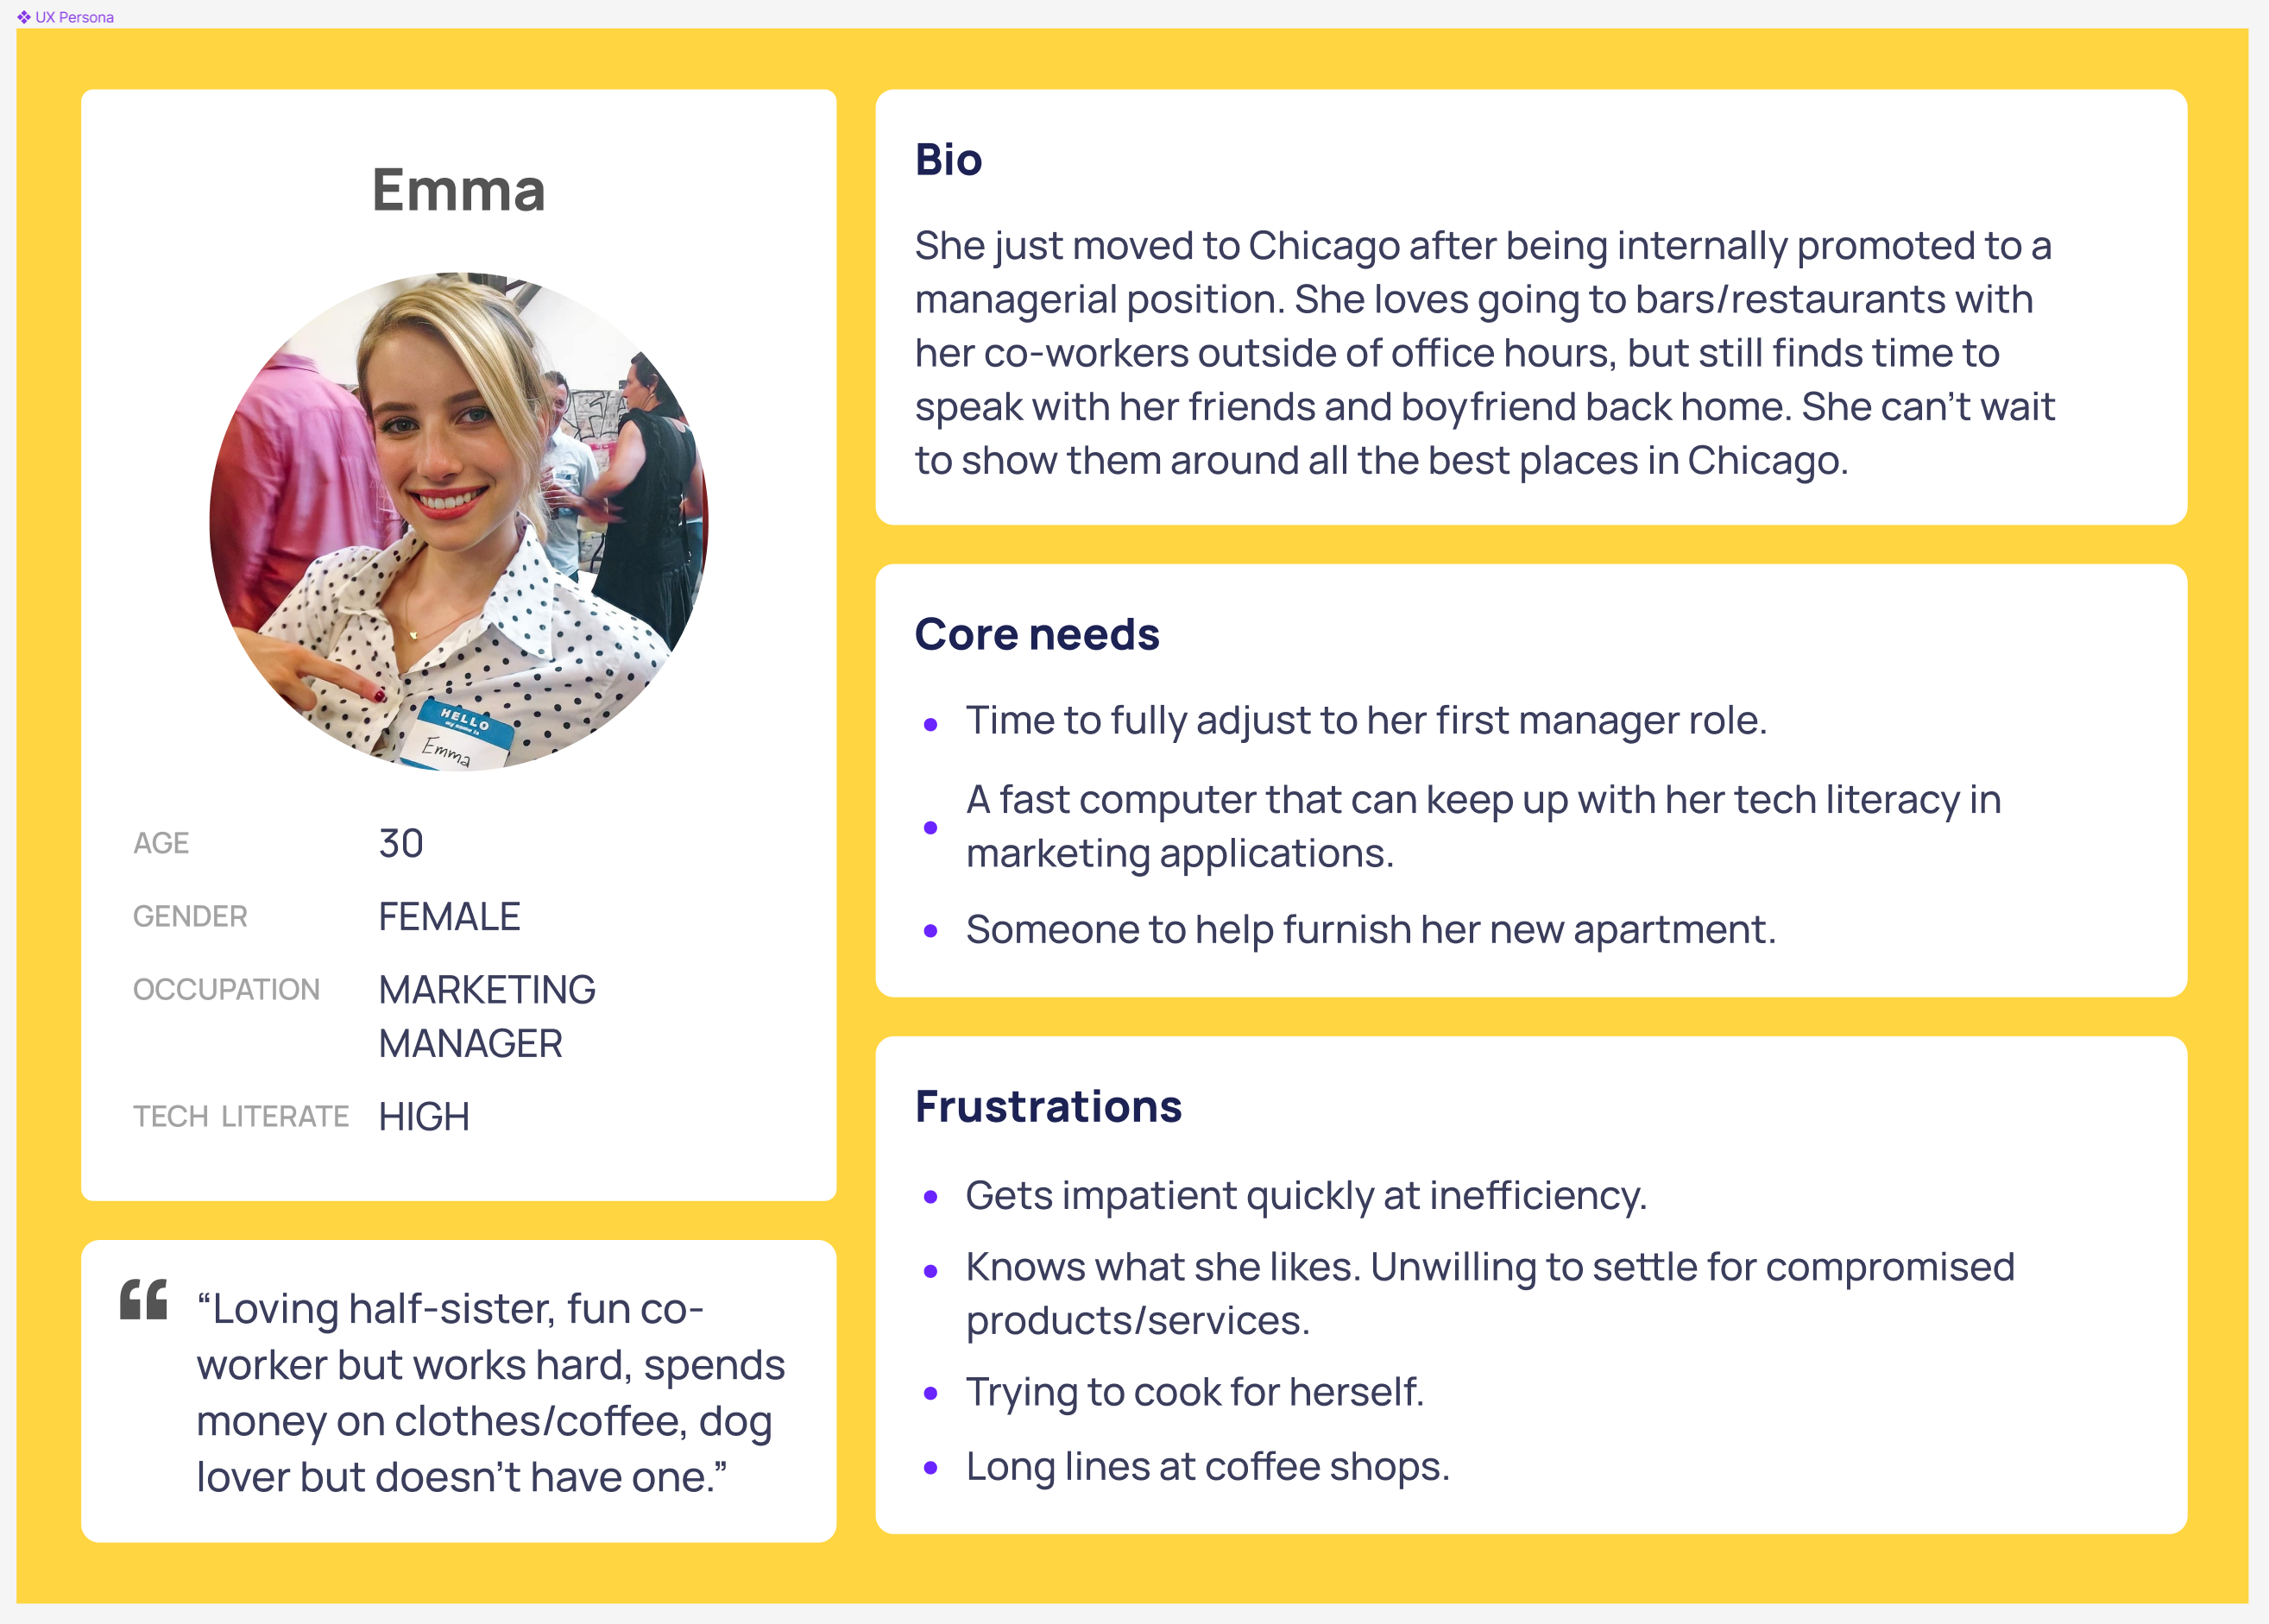 UX Persona
Emma
HELLO
my name is
Emma
AGE 30
GENDER FEMALE
OCCUPATION MARKETING
MANAGER
TECH LITERATE HIGH
“Loving half-sister, fun co-
worker but works hard, spends
money on clothes/coffee, dog
lover but doesn’t have one.”
Bio
She just moved to Chicago after being internally promoted to a
managerial position. She loves going to bars/restaurants with
her co-workers outside of office hours, but still finds time to
speak with her friends and boyfriend back home. She can’t wait
to show them around all the best places in Chicago.
Core needs
Time to fully adjust to her first manager role.
A fast computer that can keep up with her tech literacy in
marketing applications.
Someone to help furnish her new apartment.
Frustrations
Gets impatient quickly at inefficiency.
Knows what she likes. Unwilling to settle for compromised
products/services.
Trying to cook for herself.
Long lines at coffee shops.